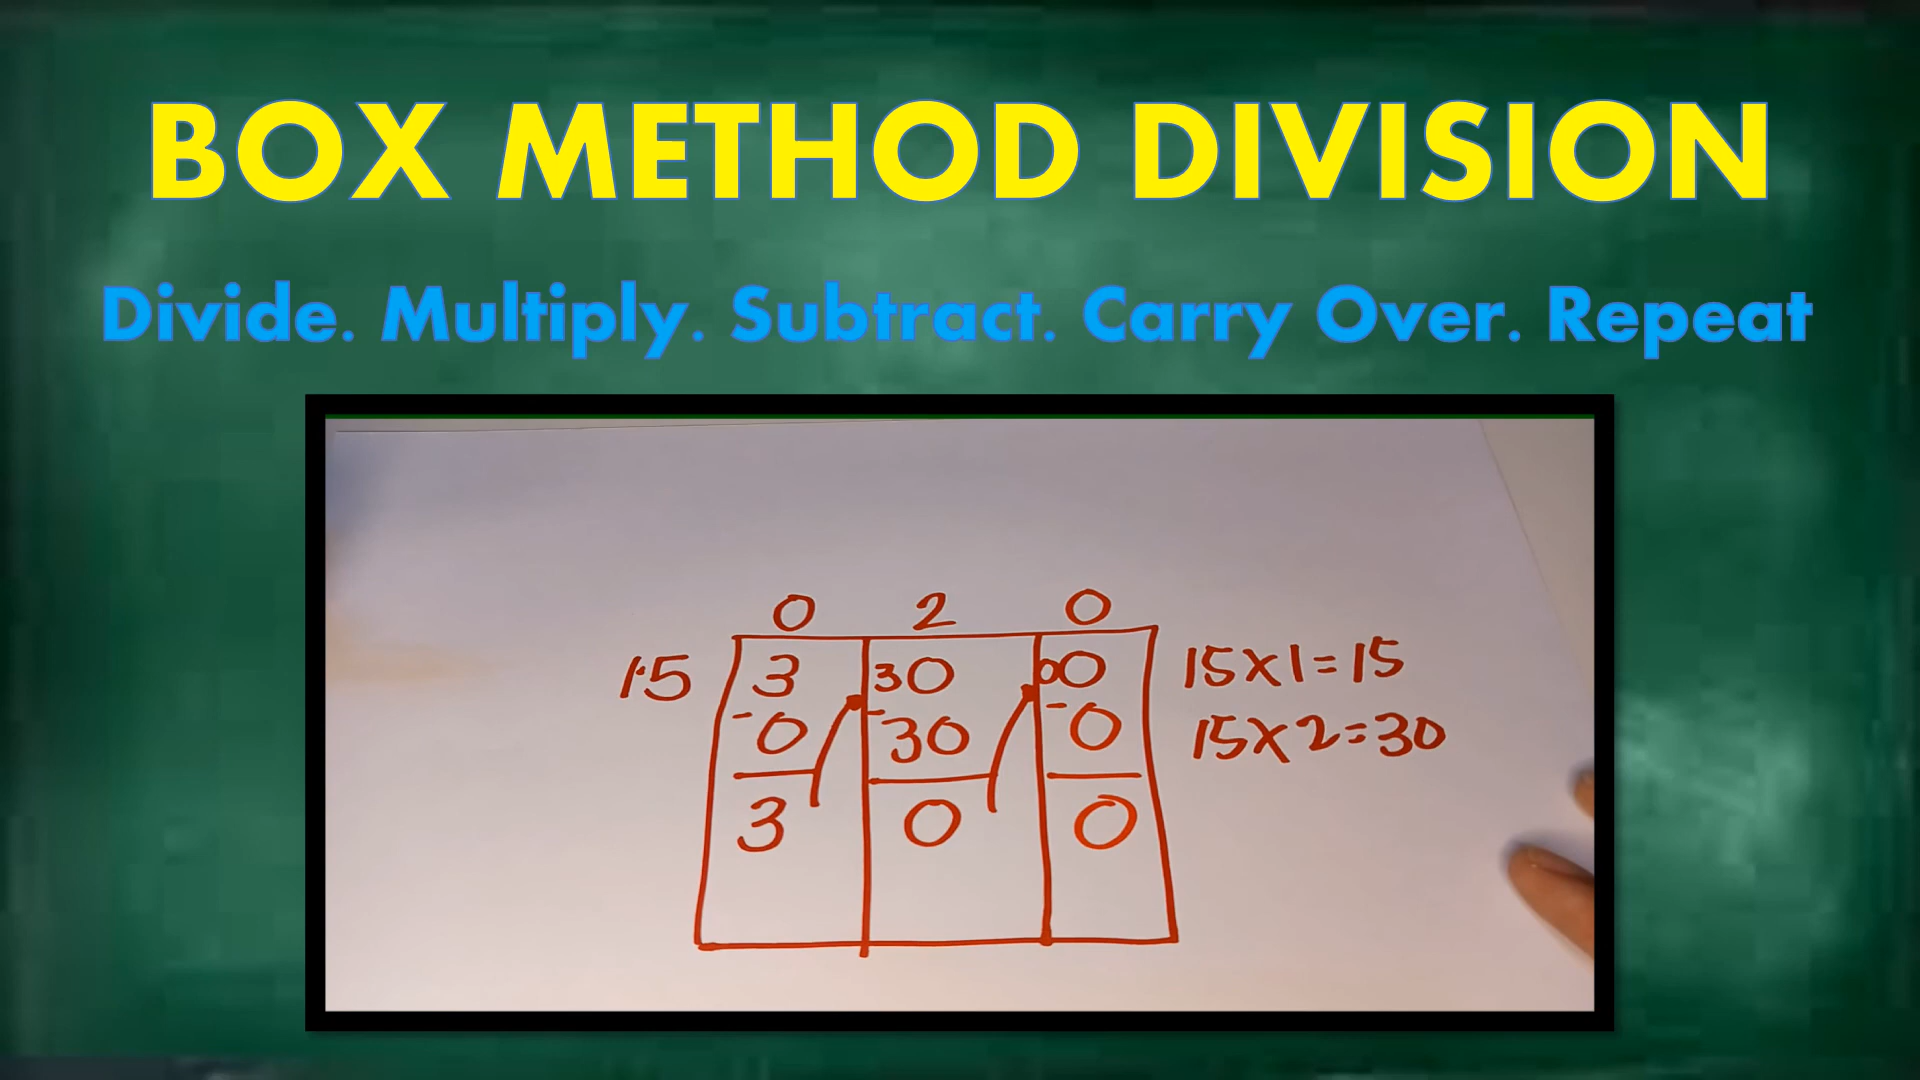 BOX METHOD DIVISION
Divide. Multiply. Subtract. Carry Over. Repeat
0 2 0
15 3 30 00 15x1=15
-0 -30 -0 15x2=30
3 0 0